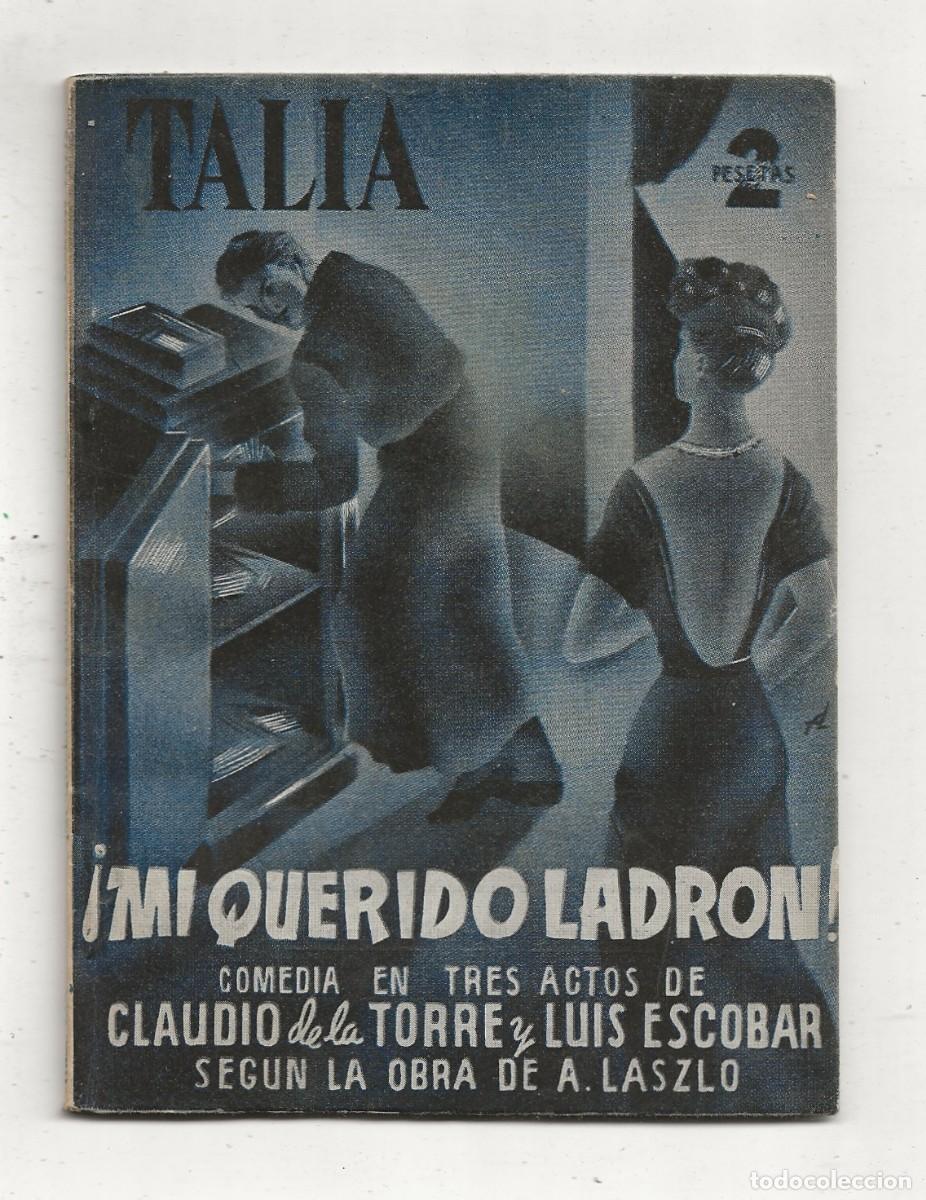 TALIA
2
PESETAS
¡MI QUERIDO LADRON!
COMEDIA EN TRES ACTOS DE
CLAUDIO de la TORRE y LUIS ESCOBAR
SEGUN LA OBRA DE A. LASZLO
todocoleccion